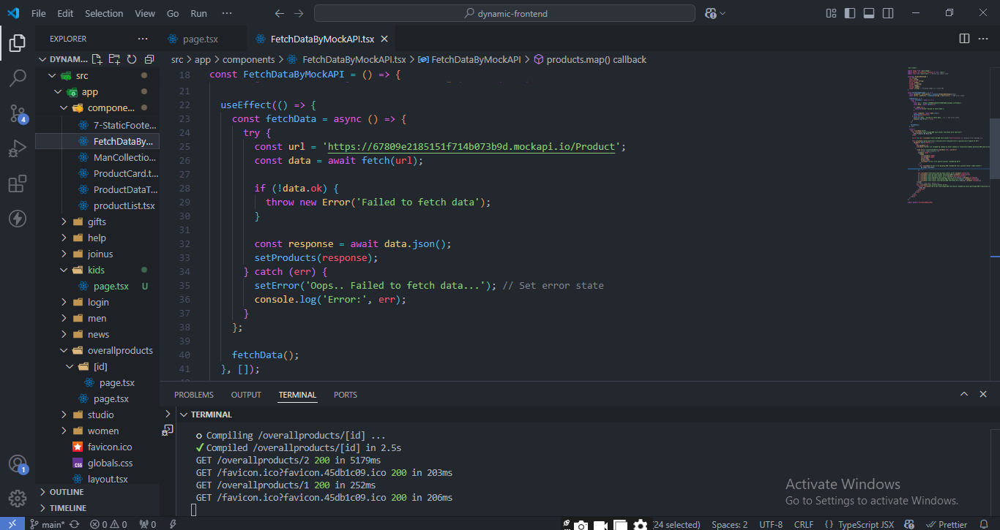 File Edit Selection View Go Run ··· dynamic-frontend
EXPLORER ··· page.tsx FetchDataByMockAPI.tsx
DYNAM... src > app > components > FetchDataByMockAPI.tsx > FetchDataByMockAPI > products.map() callback
src
app
compone...
7-StaticFoote...
FetchDataBy...
ManCollectio...
ProductCard.t...
ProductDataT...
productList.tsx
gifts
help
joinus
kids
page.tsx U
login
men
news
overallproducts
[id]
page.tsx
page.tsx
studio
women
favicon.ico
globals.css
layout.tsx
OUTLINE
TIMELINE
4
1
18 const FetchDataByMockAPI = () => {
21
22 useEffect(() => {
23 const fetchData = async () => {
24 try {
25 const url = 'https://67809e2185151f714b073b9d.mockapi.io/Product';
26 const data = await fetch(url);
27
28 if (!data.ok) {
29 throw new Error('Failed to fetch data');
30 }
31
32 const response = await data.json();
33 setProducts(response);
34 } catch (err) {
35 setError('Oops.. Failed to fetch data...'); // Set error state
36 console.log('Error:', err);
37 }
38 };
39
40 fetchData();
41 }, []);
PROBLEMS OUTPUT TERMINAL PORTS
TERMINAL
○ Compiling /overallproducts/[id] ...
✓ Compiled /overallproducts/[id] in 2.5s
GET /overallproducts/2 200 in 5179ms
GET /favicon.ico?favicon.45db1c09.ico 200 in 203ms
GET /overallproducts/1 200 in 252ms
GET /favicon.ico?favicon.45db1c09.ico 200 in 206ms
Activate Windows
Go to Settings to activate Windows.
main* 0 0 0 (24 selected) Spaces: 2 UTF-8 CRLF {} TypeScript JSX Prettier